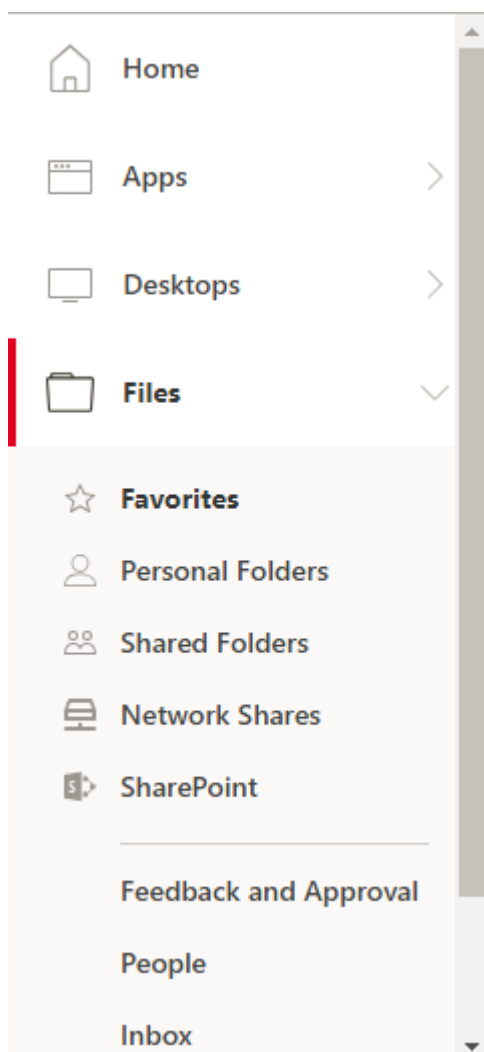 Home
Apps
Desktops
Files
Favorites
Personal Folders
Shared Folders
Network Shares
SharePoint
Feedback and Approval
People
Inbox